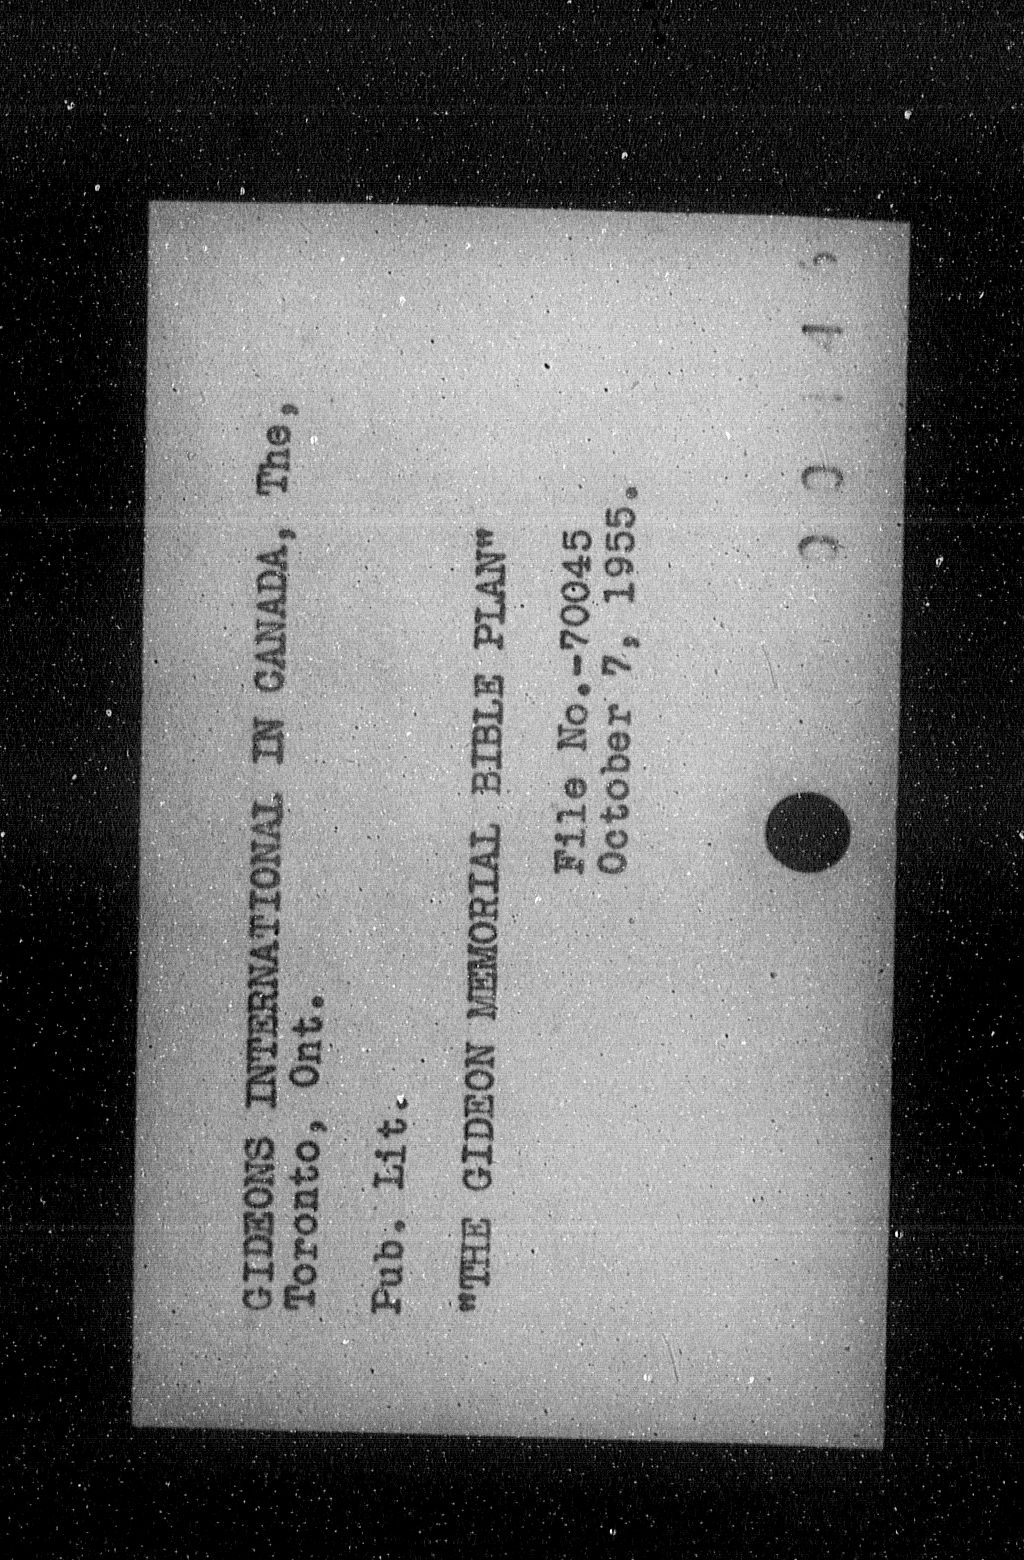 GIDEONS INTERNATIONAL IN CANADA, The,
Toronto, Ont.
Pub. Lit.
"THE GIDEON MEMORIAL BIBLE PLAN"
File No.-70045
October 7, 1955.